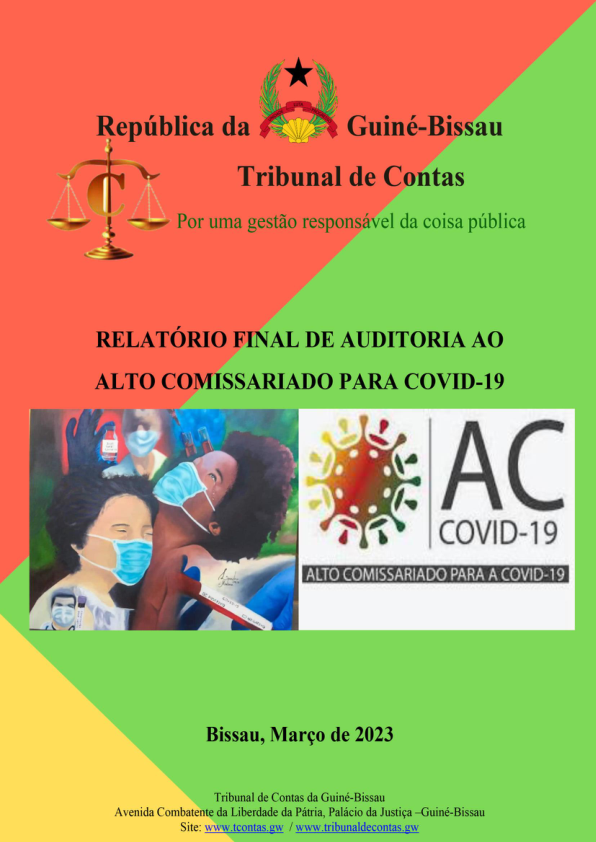 República da Guiné-Bissau
Tribunal de Contas
C
Por uma gestão responsável da coisa pública
RELATÓRIO FINAL DE AUDITORIA AO
ALTO COMISSARIADO PARA COVID-19
AC
COVID-19
ALTO COMISSARIADO PARA A COVID-19
Bissau, Março de 2023
Tribunal de Contas da Guiné-Bissau
Avenida Combatente da Liberdade da Pátria, Palácio da Justiça –Guiné-Bissau
Site: www.tcontas.gw / www.tribunaldecontas.gw